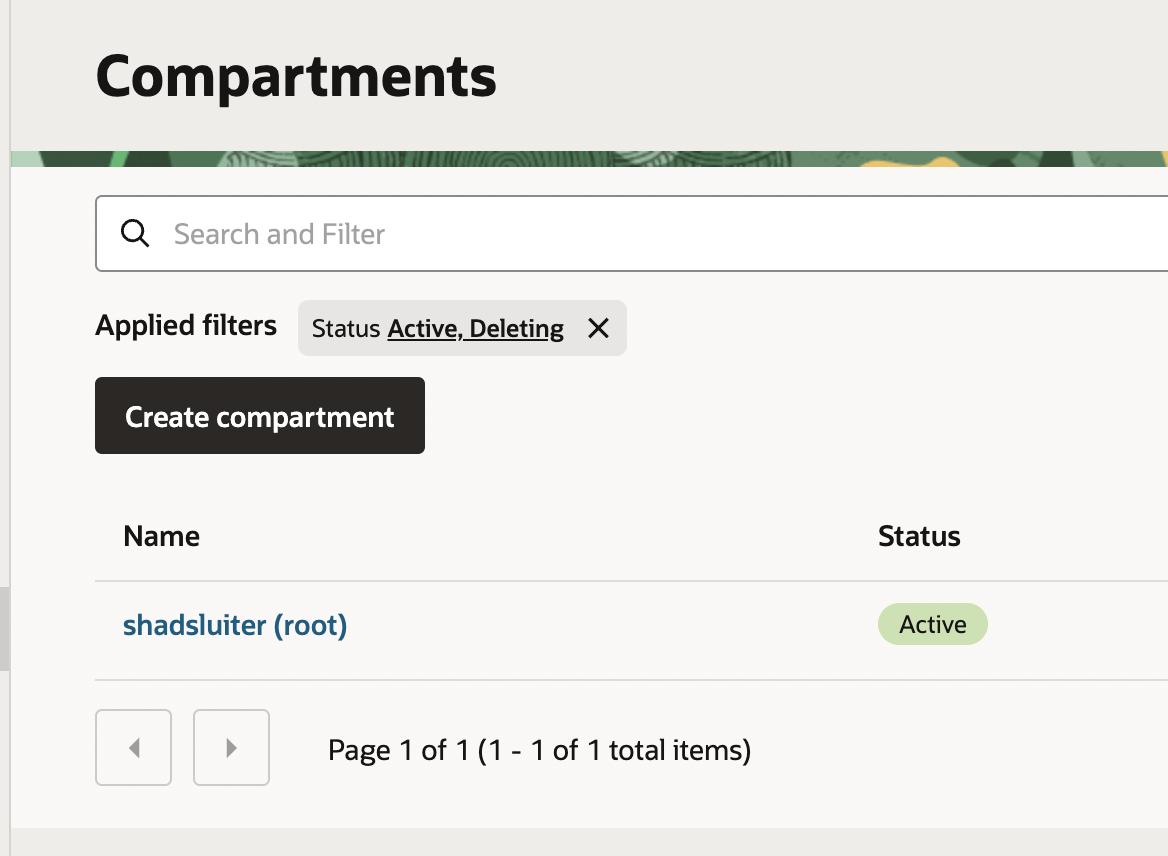 Compartments
Search and Filter
Applied filters Status Active, Deleting
Create compartment
Name Status
shadsluiter (root) Active
Page 1 of 1 (1 - 1 of 1 total items)